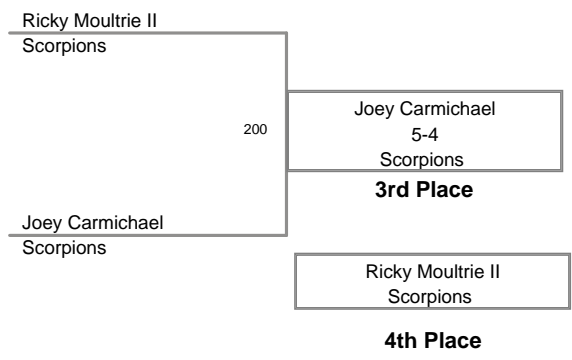 Ricky Moultrie II
Scorpions
200
Joey Carmichael
5-4
Scorpions
3rd Place
Joey Carmichael
Scorpions
Ricky Moultrie II
Scorpions
4th Place